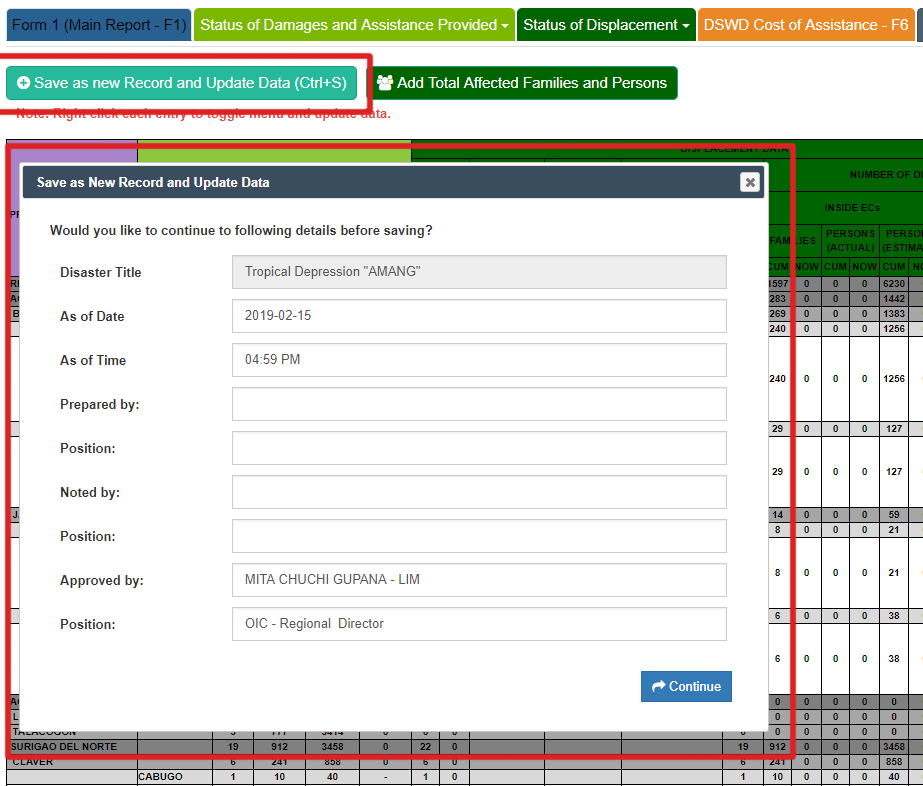 Form 1 (Main Report - F1) Status of Damages and Assistance Provided Status of Displacement DSWD Cost of Assistance - F6
Save as new Record and Update Data (Ctrl+S) Add Total Affected Families and Persons
Note: Right click each entry to toggle menu and update data.
DISPLACEMENT DATA
Save as New Record and Update Data
NUMBER OF D
Would you like to continue to following details before saving?
INSIDE ECs
FAMILIES PERSONS (ACTUAL)
CUM NOW CUM NOW CUM NOW CUM
Disaster Title Tropical Depression "AMANG"
1597 0 0 0 6230
283 0 0 0 1442
As of Date 2019-02-15
269 0 0 0 1383
240 0 0 0 1256
As of Time 04:59 PM
240 0 0 0 1256
Prepared by:
29 0 0 0 127
Position:
29 0 0 0 127
Noted by:
14 0 0 0 59
8 0 0 0 21
Position:
8 0 0 0 21
Approved by: MITA CHUCHI GUPANA - LIM
6 0 0 0 38
Position: OIC - Regional Director
6 0 0 0 38
Continue
0 0 0 0 0
0 0 0 0 0
TALACOGON 0 0 0 0 0
SURIGAO DEL NORTE 19 912 3458 0 22 0 19 912 0 0 0 3458
CLAVER 6 241 858 0 6 0 6 241 0 0 0 858
CABUGO 1 10 40 - 1 0 1 10 0 0 0 40